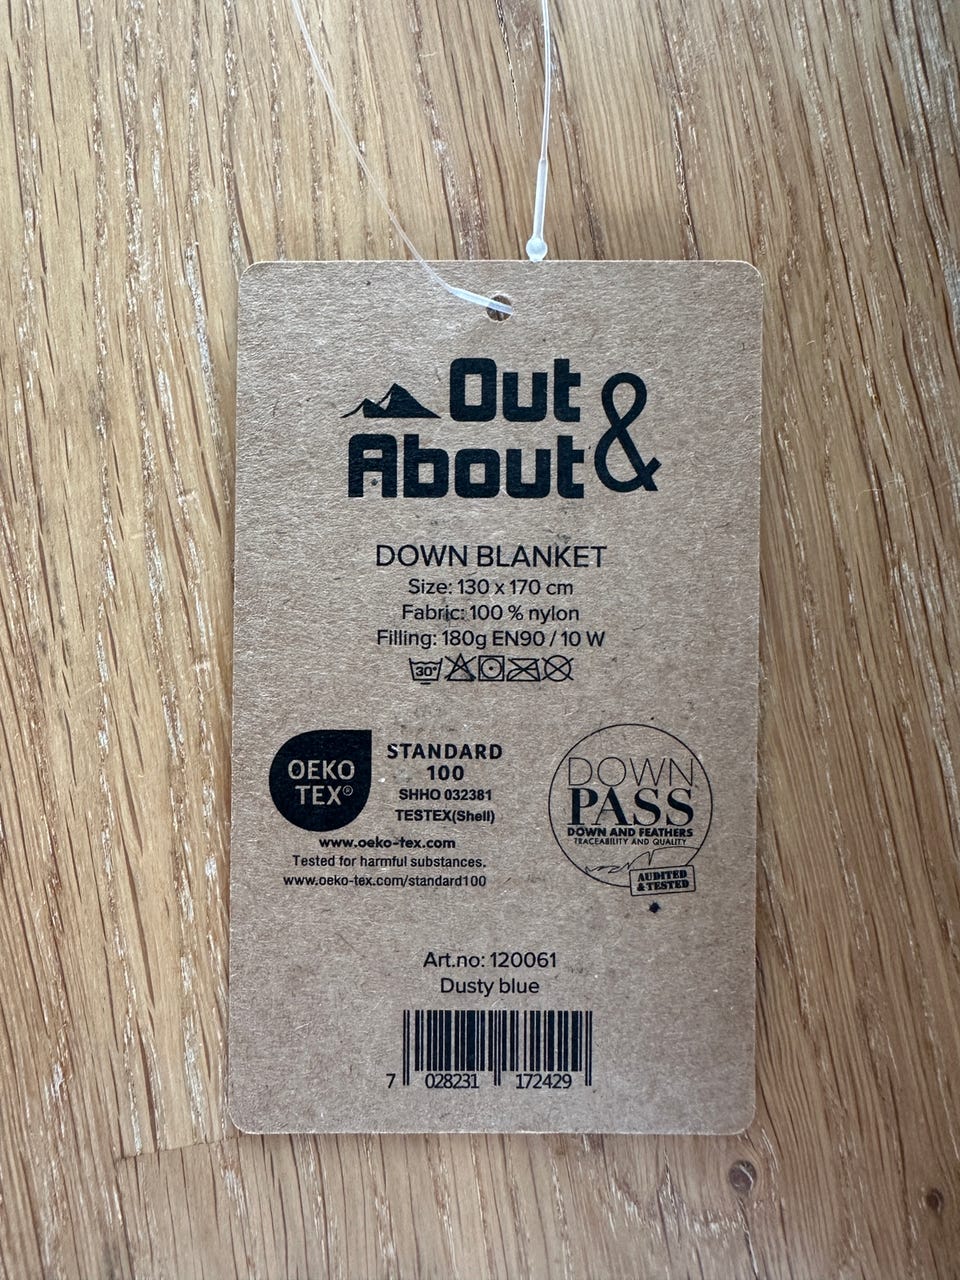 Out
About &
DOWN BLANKET
Size: 130 x 170 cm
Fabric: 100 % nylon
Filling: 180g EN90 / 10 W
30°
OEKO
TEX®
STANDARD
100
SHHO 032381
TESTEX(Shell)
www.oeko-tex.com
Tested for harmful substances.
www.oeko-tex.com/standard100
DOWN
PASS
DOWN AND FEATHERS
TRACEABILITY AND QUALITY
AUDITED
& TESTED
Art.no: 120061
Dusty blue
7 028231 172429